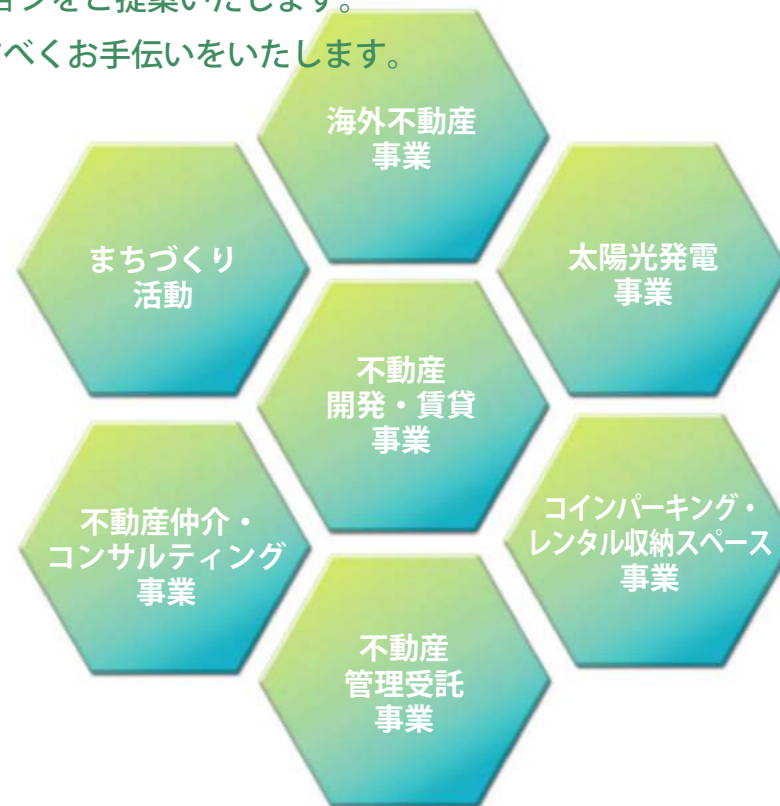 ョンをご提案いたします。
べくお手伝いをいたします。
海外不動産
事業
まちづくり
活動
太陽光発電
事業
不動産
開発・賃貸
事業
不動産仲介・
コンサルティング
事業
コインパーキング・
レンタル収納スペース
事業
不動産
管理受託
事業